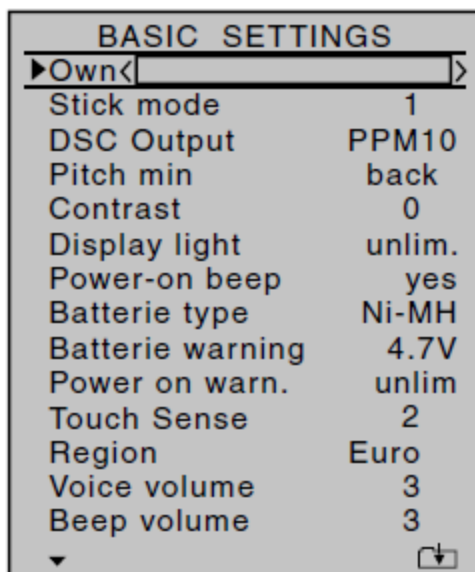 BASIC SETTINGS
Own< >
Stick mode 1
DSC Output PPM10
Pitch min back
Contrast 0
Display light unlim.
Power-on beep yes
Batterie type Ni-MH
Batterie warning 4.7V
Power on warn. unlim
Touch Sense 2
Region Euro
Voice volume 3
Beep volume 3